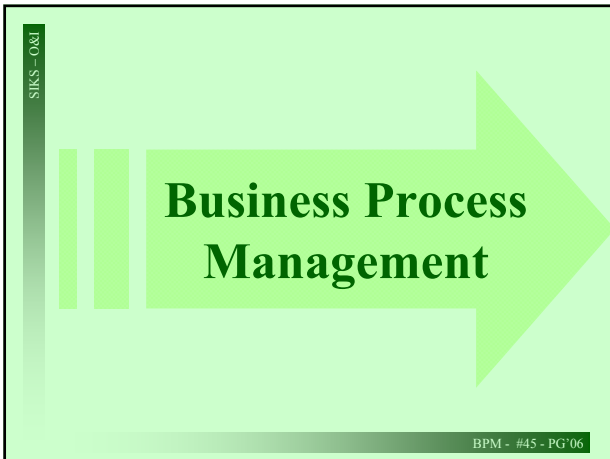 SIKS – O&I
Business Process
Management
BPM - #45 - PG'06